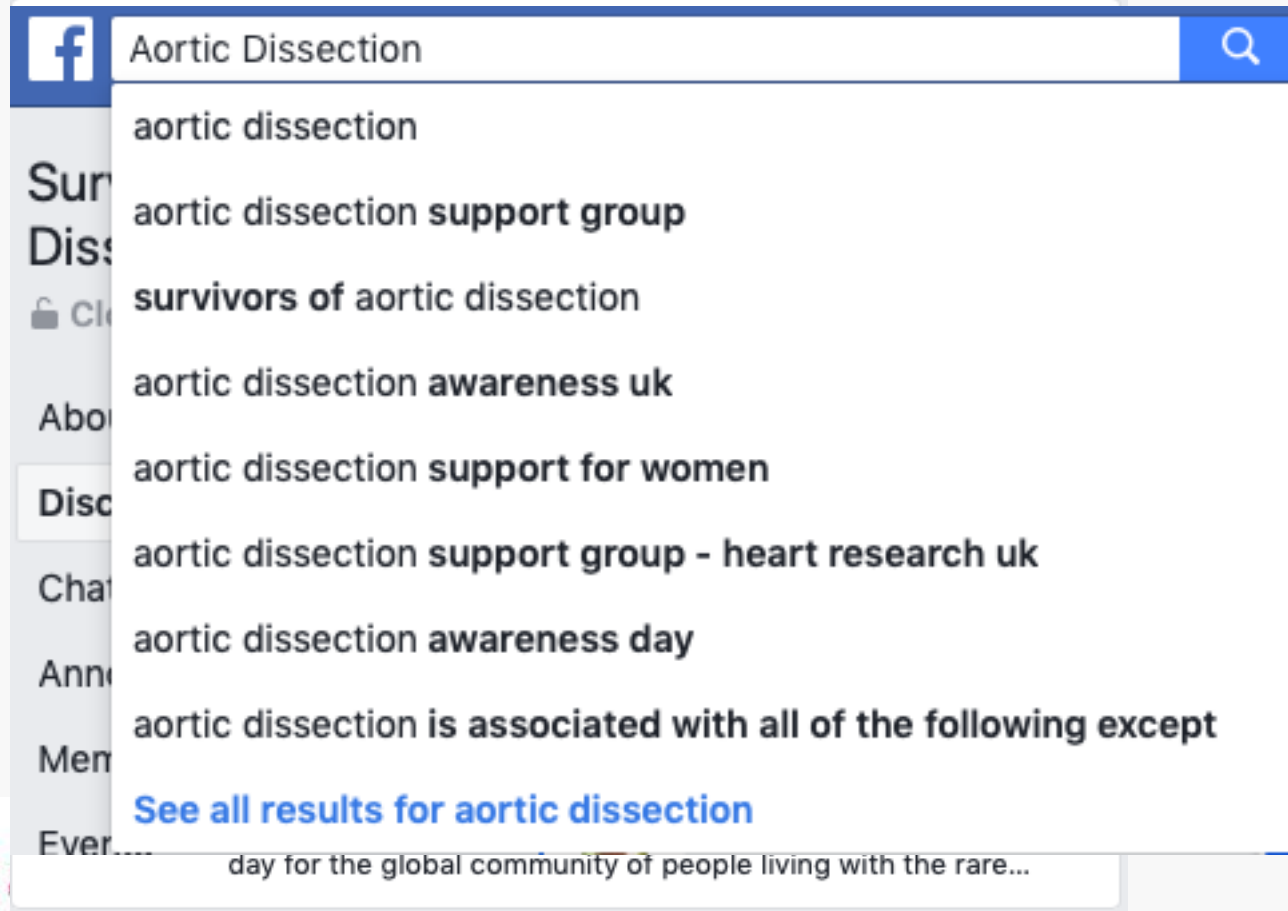 Aortic Dissection
aortic dissection
aortic dissection support group
survivors of aortic dissection
aortic dissection awareness uk
aortic dissection support for women
aortic dissection support group - heart research uk
aortic dissection awareness day
aortic dissection is associated with all of the following except
See all results for aortic dissection
day for the global community of people living with the rare...